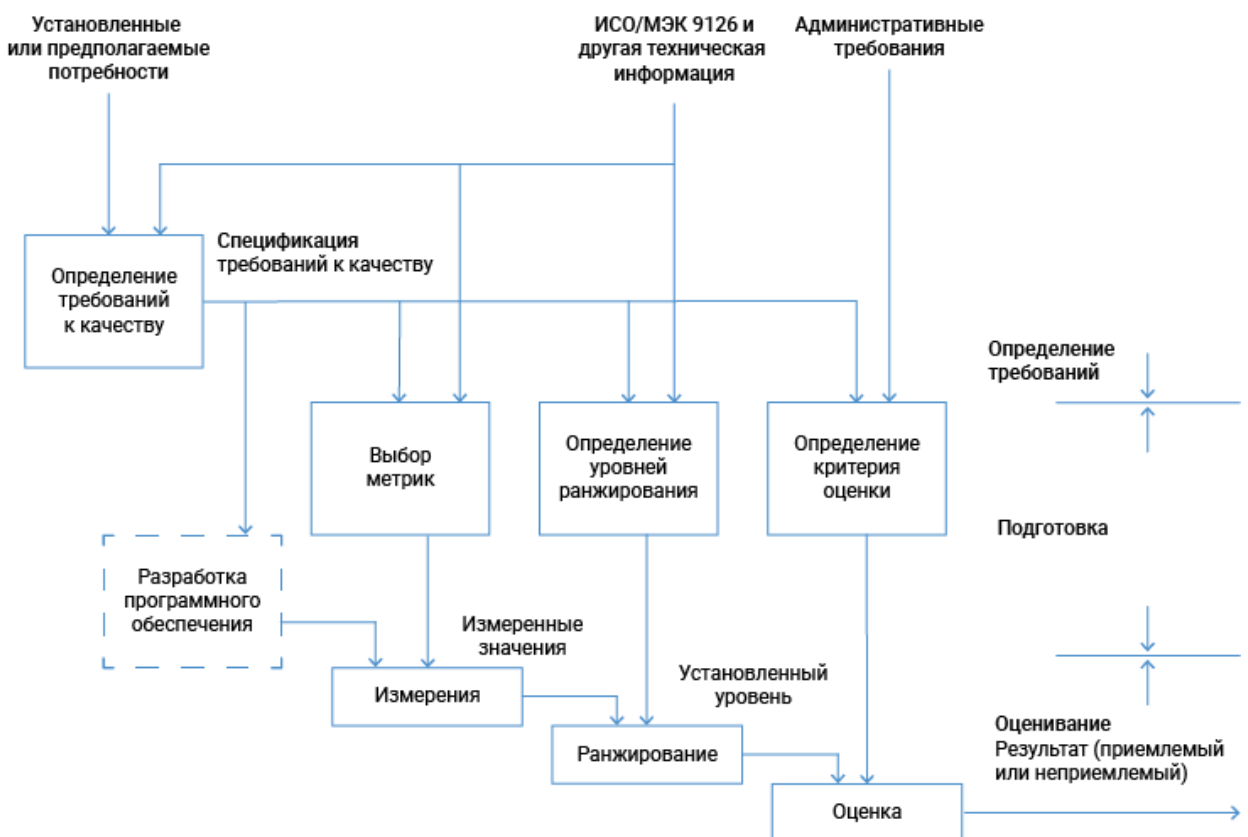 Установленные
или предполагаемые
потребности
ИСО/МЭК 9126 и
другая техническая
информация
Административные
требования
Спецификация
требований к качеству
Определение
требований
к качеству
Определение
требований
Выбор
метрик
Определение
уровней
ранжирования
Определение
критерия
оценки
Подготовка
Разработка
программного
обеспечения
Измеренные
значения
Измерения
Установленный
уровень
Ранжирование
Оценивание
Результат (приемлемый
или неприемлемый)
Оценка